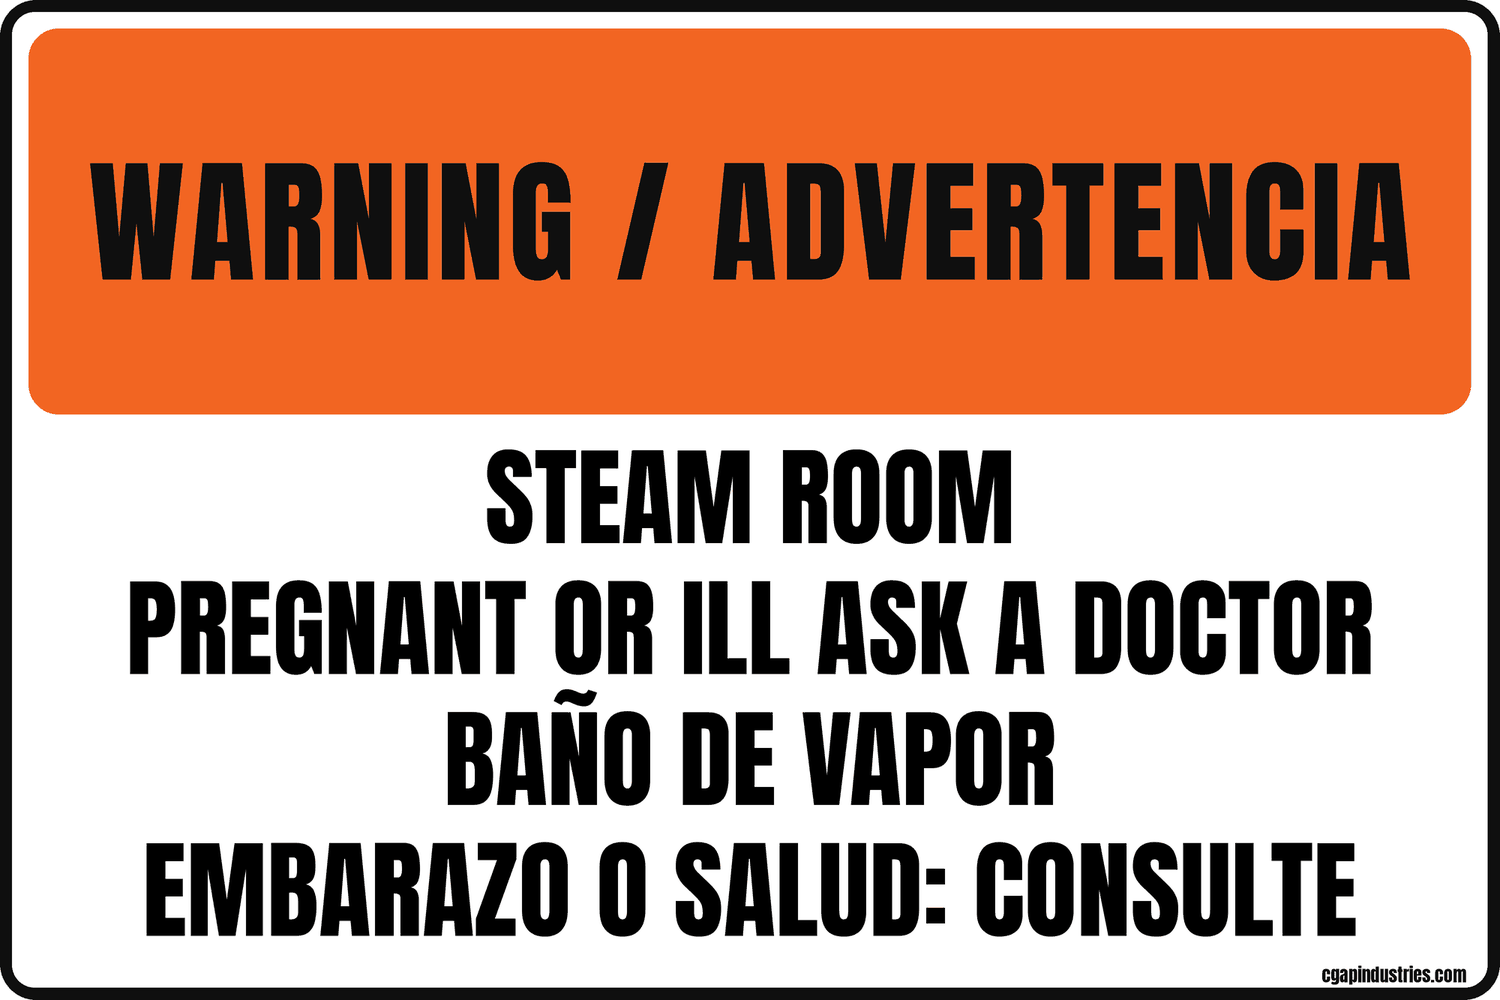 WARNING / ADVERTENCIA
STEAM ROOM
PREGNANT OR ILL ASK A DOCTOR
BAÑO DE VAPOR
EMBARAZO O SALUD: CONSULTE
cgapindustries.com